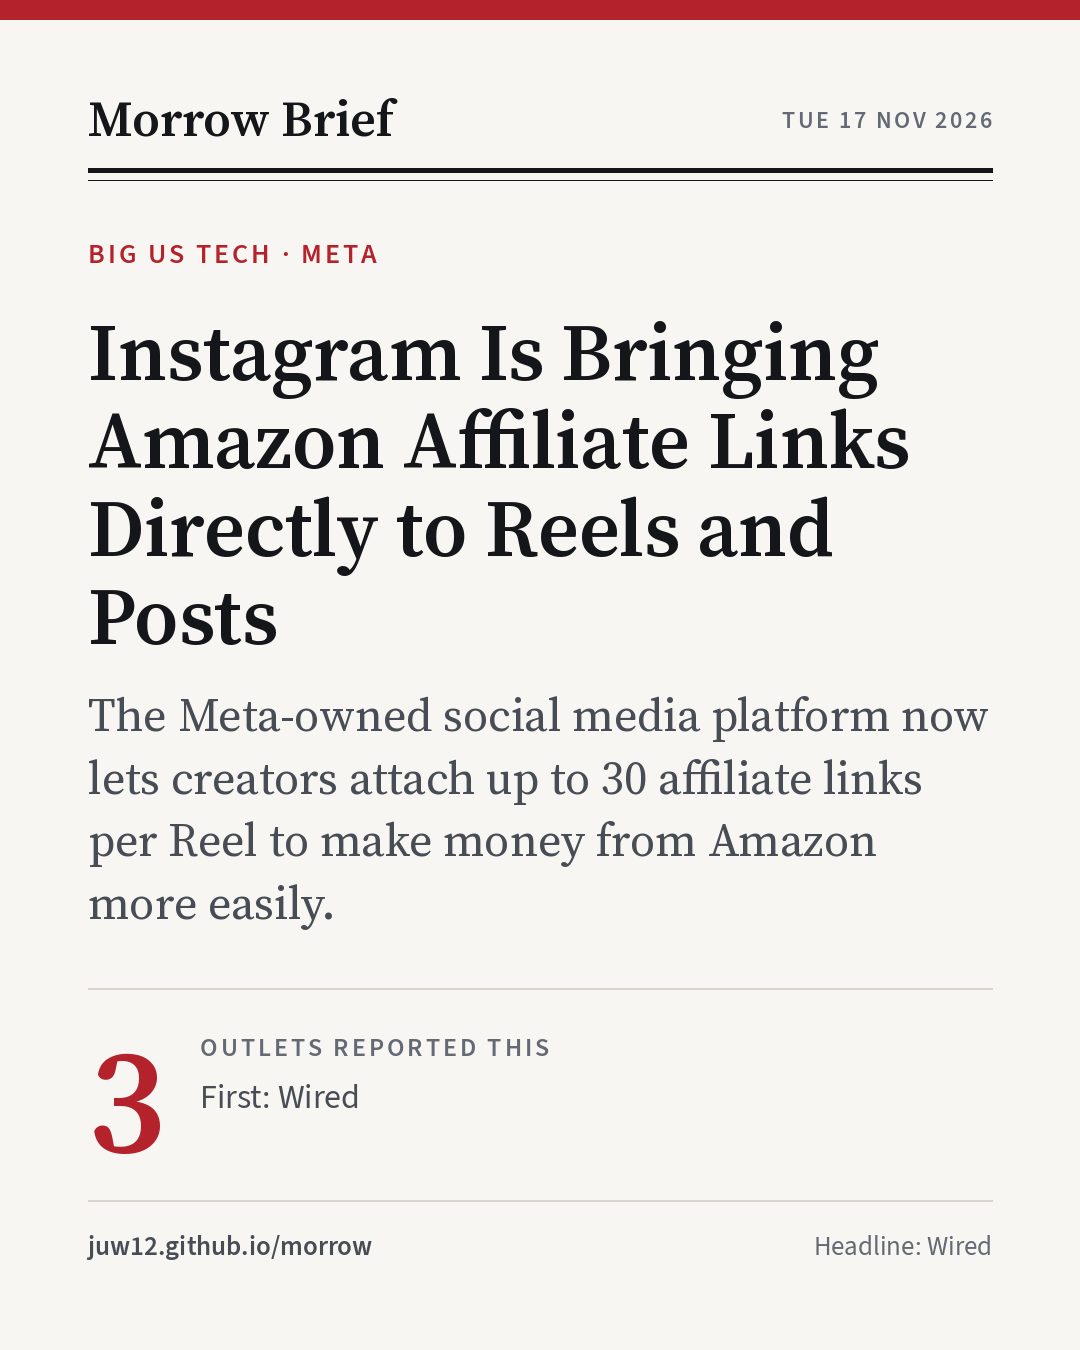 Morrow Brief
TUE 17 NOV 2026
BIG US TECH · META
Instagram Is Bringing
Amazon Affiliate Links
Directly to Reels and
Posts
The Meta-owned social media platform now
lets creators attach up to 30 affiliate links
per Reel to make money from Amazon
more easily.
3
OUTLETS REPORTED THIS
First: Wired
juw12.github.io/morrow
Headline: Wired